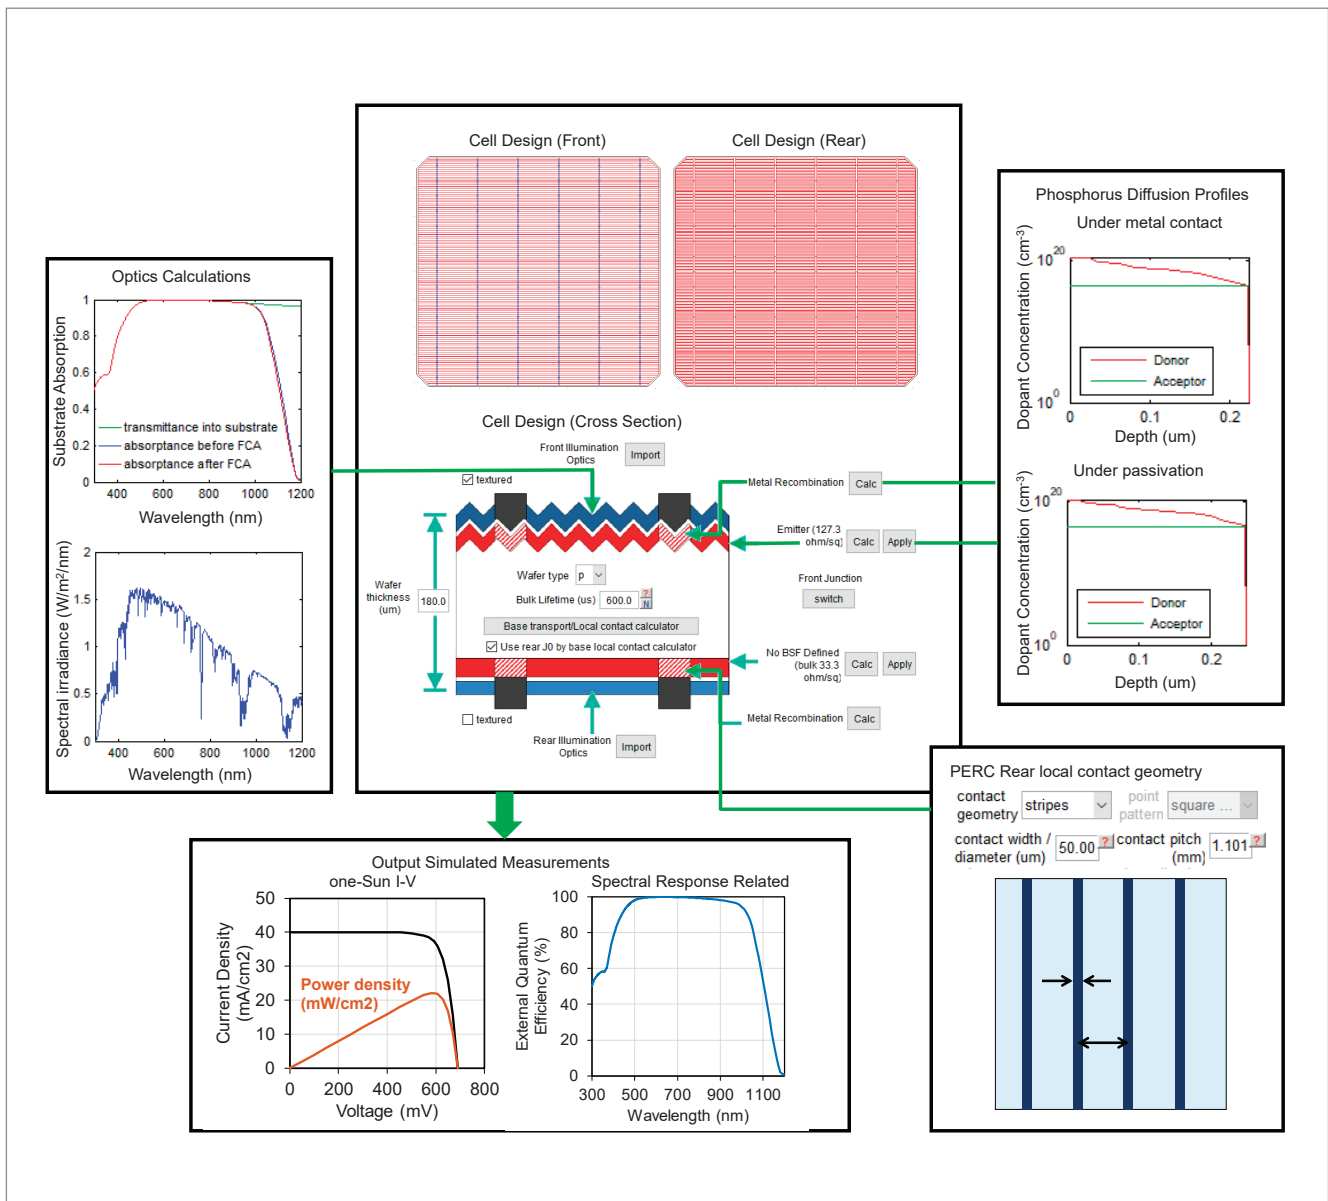 Cell Design (Front)
Cell Design (Rear)
Cell Design (Cross Section)
Front Illumination
Optics
Import
textured
Metal Recombination
Calc
Emitter (127.3
ohm/sq)
Calc
Apply
Wafer
thickness
(um)
180.0
Wafer type
p
Bulk Lifetime (us)
600.0
?
N
Front Junction
switch
Base transport/Local contact calculator
Use rear J0 by base local contact calculator
No BSF Defined
(bulk 33.3
ohm/sq)
Calc
Apply
textured
Metal Recombination
Calc
Rear Illumination
Optics
Import
Optics Calculations
Substrate Absorption
1
0.8
0.6
0.4
0.2
0
transmittance into substrate
absorptance before FCA
absorptance after FCA
400
600
800
1000
1200
Wavelength (nm)
Spectral irradiance (W/m²/nm)
2
1.5
1
0.5
0
400
600
800
1000
1200
Wavelength (nm)
Phosphorus Diffusion Profiles
Under metal contact
Dopant Concentration (cm⁻³)
10²⁰
10⁰
Donor
Acceptor
0
0.1
0.2
Depth (um)
Under passivation
Dopant Concentration (cm⁻³)
10²⁰
10⁰
Donor
Acceptor
0
0.1
0.2
Depth (um)
PERC Rear local contact geometry
contact
geometry
stripes
point
pattern
square ...
contact width /
diameter (um)
50.00
?
contact pitch
(mm)
1.101
?
Output Simulated Measurements
one-Sun I-V
Current Density
(mA/cm2)
50
40
30
20
10
0
Power density
(mW/cm2)
0
200
400
600
800
Voltage (mV)
Spectral Response Related
External Quantum
Efficiency (%)
100
80
60
40
20
0
300
500
700
900
1100
Wavelength (nm)